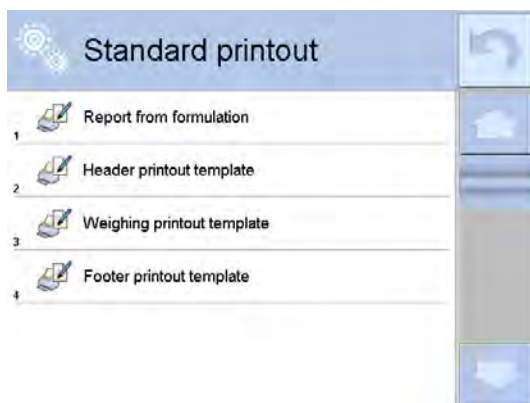 Standard printout
1 Report from formulation
2 Header printout template
3 Weighing printout template
4 Footer printout template